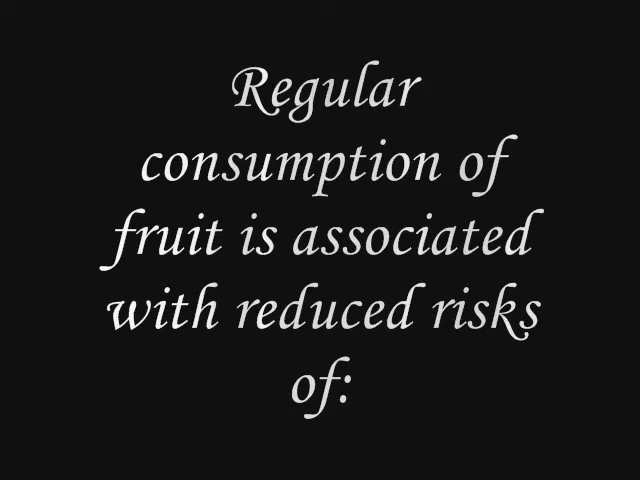 Regular
consumption of
fruit is associated
with reduced risks
of: